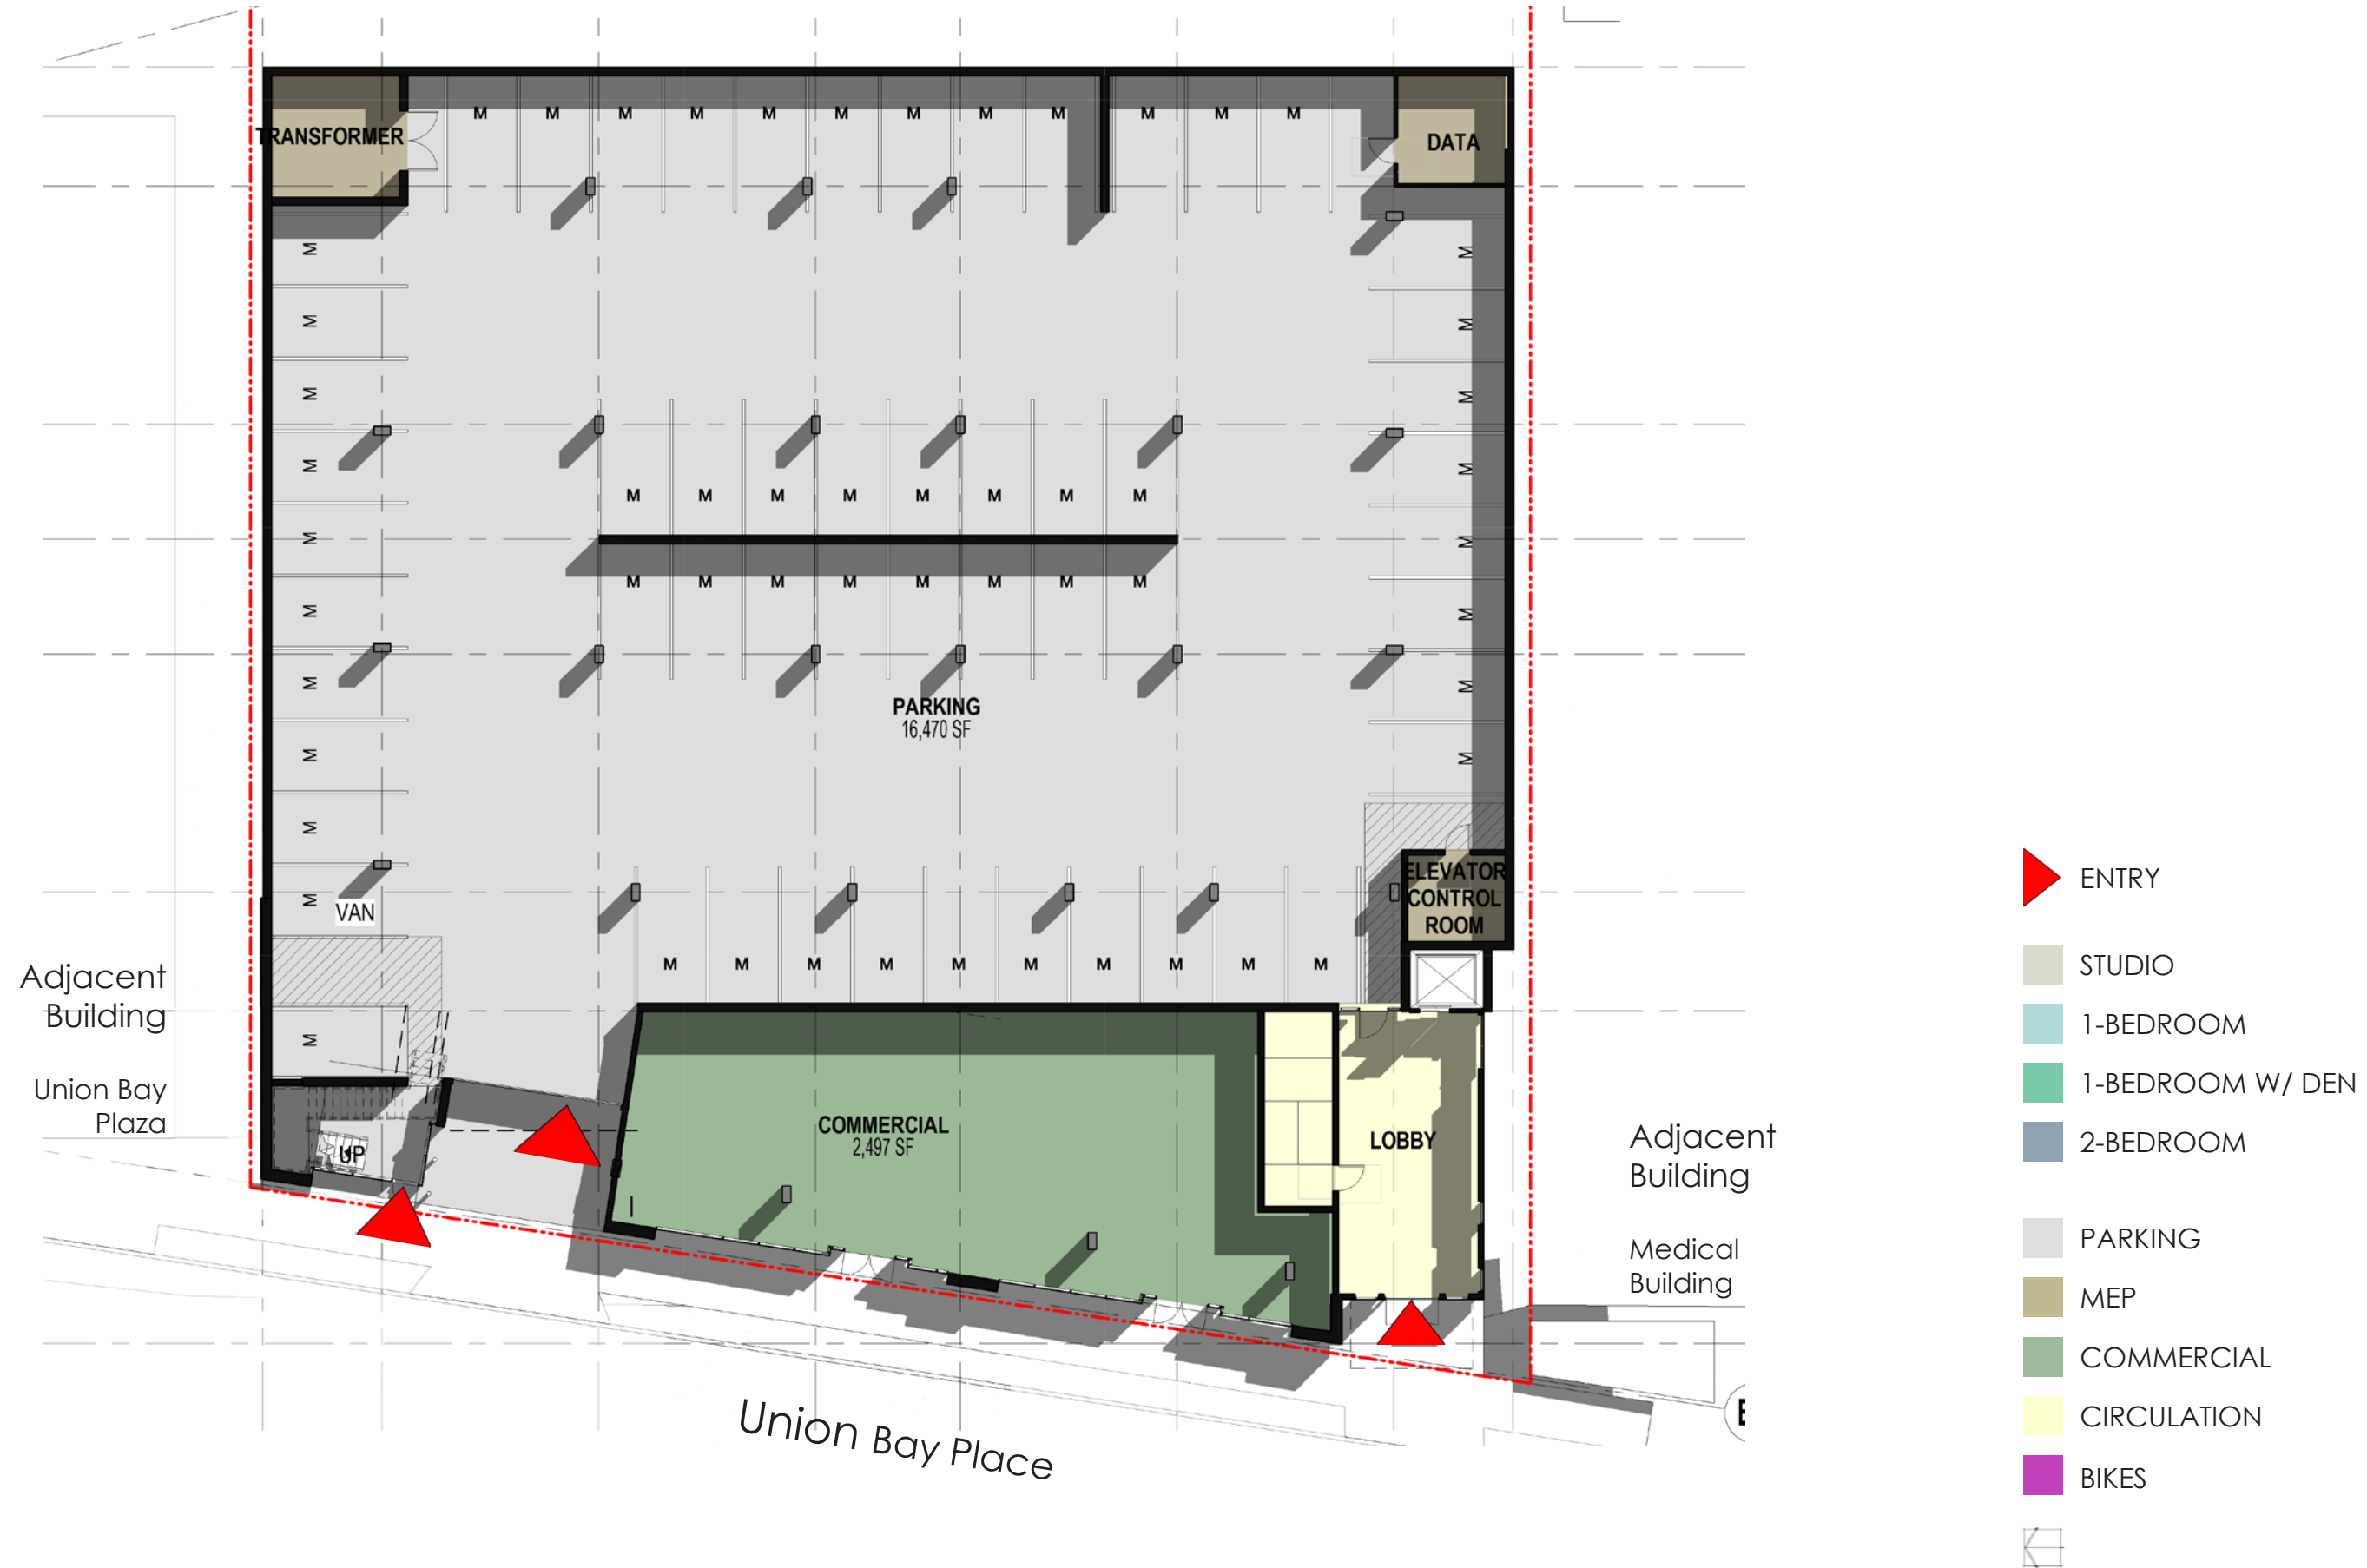 M M M M M M M M M M M M
TRANSFORMER
DATA
M M
M M
M M
M M
M M M M M M M M
M M
M M M M M M M M
M M
M M
PARKING
16,470 SF
M M
M
M
VAN
ELEVATOR
CONTROL
ROOM
M M M M M M M M M M
M
Adjacent
Building
Union Bay
Plaza
UP
COMMERCIAL
2,497 SF
LOBBY
Adjacent
Building
Medical
Building
Union Bay Place
ENTRY
STUDIO
1-BEDROOM
1-BEDROOM W/ DEN
2-BEDROOM
PARKING
MEP
COMMERCIAL
CIRCULATION
BIKES